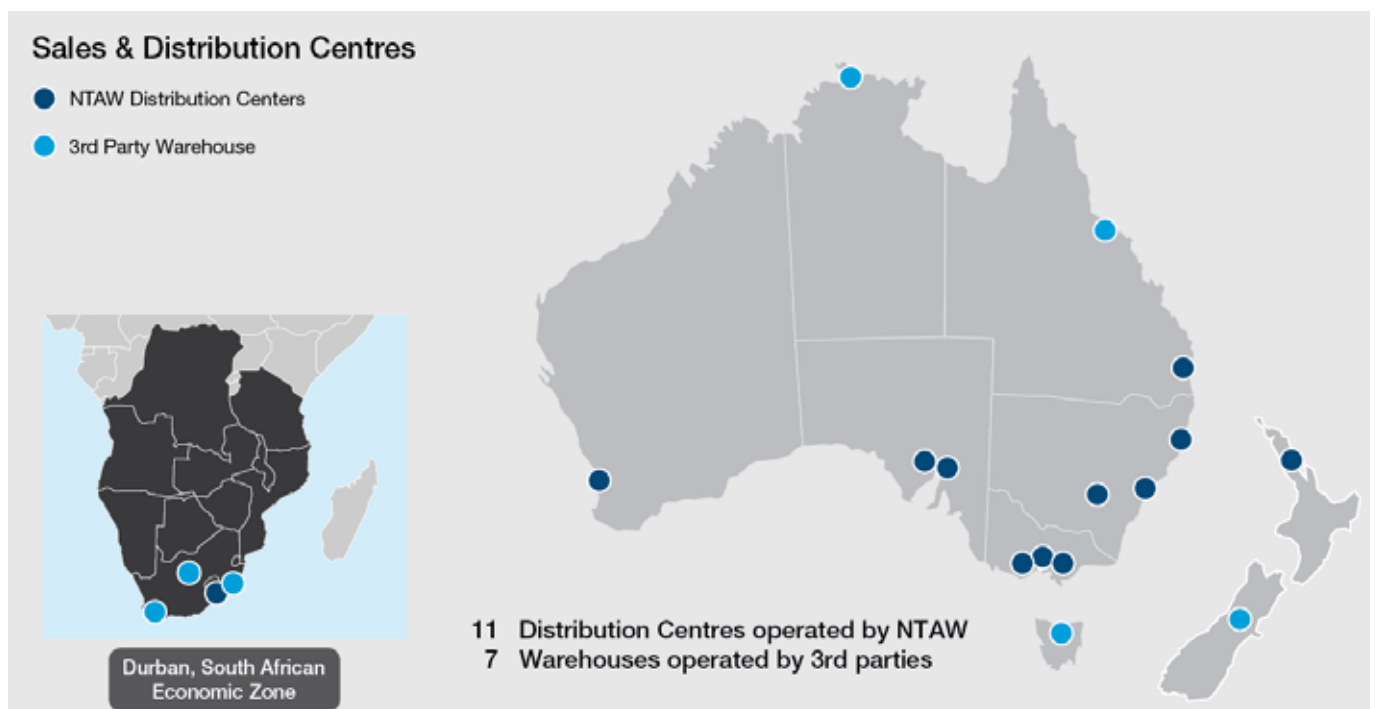 Sales & Distribution Centres
NTAW Distribution Centers
3rd Party Warehouse
11 Distribution Centres operated by NTAW
7 Warehouses operated by 3rd parties
Durban, South African
Economic Zone